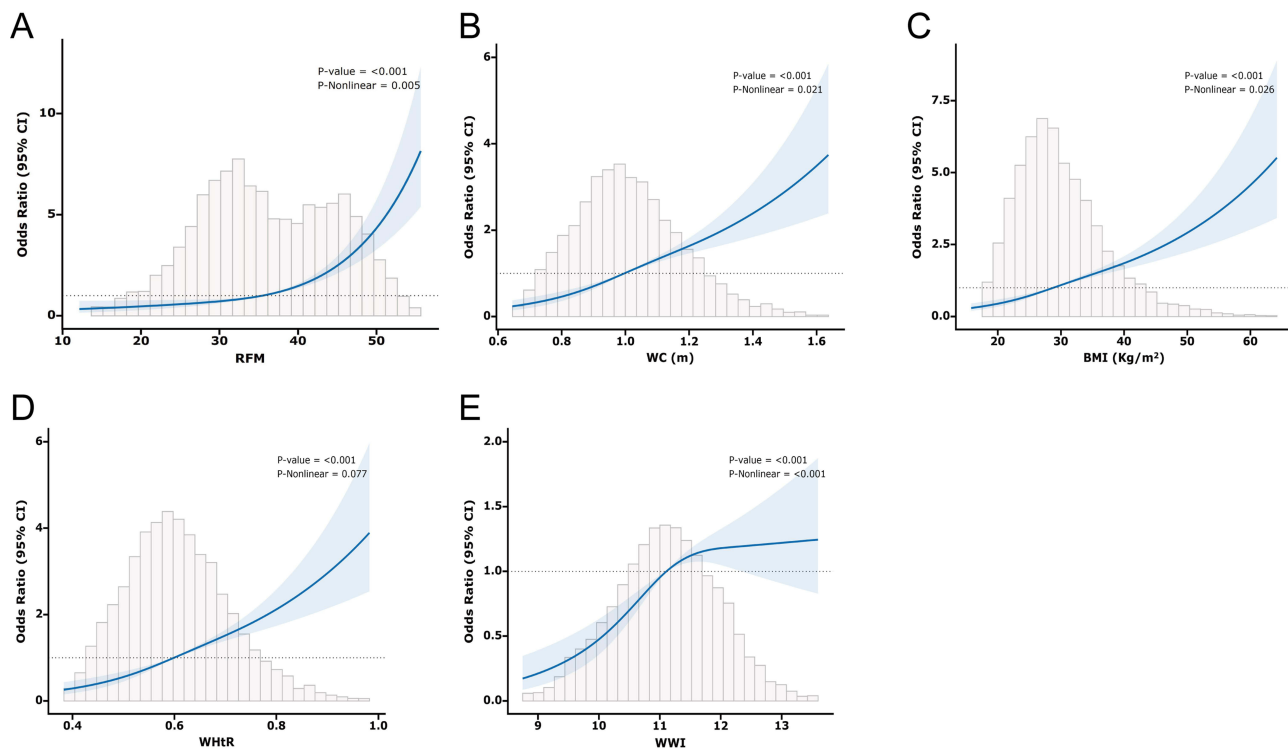 A
P-value = <0.001
P-Nonlinear = 0.005
Odds Ratio (95% CI)
10
5
0
10
20
30
40
50
RFM
B
P-value = <0.001
P-Nonlinear = 0.021
Odds Ratio (95% CI)
6
4
2
0
0.6
0.8
1.0
1.2
1.4
1.6
WC (m)
C
P-value = <0.001
P-Nonlinear = 0.026
Odds Ratio (95% CI)
7.5
5.0
2.5
0.0
20
30
40
50
60
BMI (Kg/m²)
D
P-value = <0.001
P-Nonlinear = 0.077
Odds Ratio (95% CI)
6
4
2
0
0.4
0.6
0.8
1.0
WHtR
E
P-value = <0.001
P-Nonlinear = <0.001
Odds Ratio (95% CI)
2.0
1.5
1.0
0.5
0.0
9
10
11
12
13
WWI